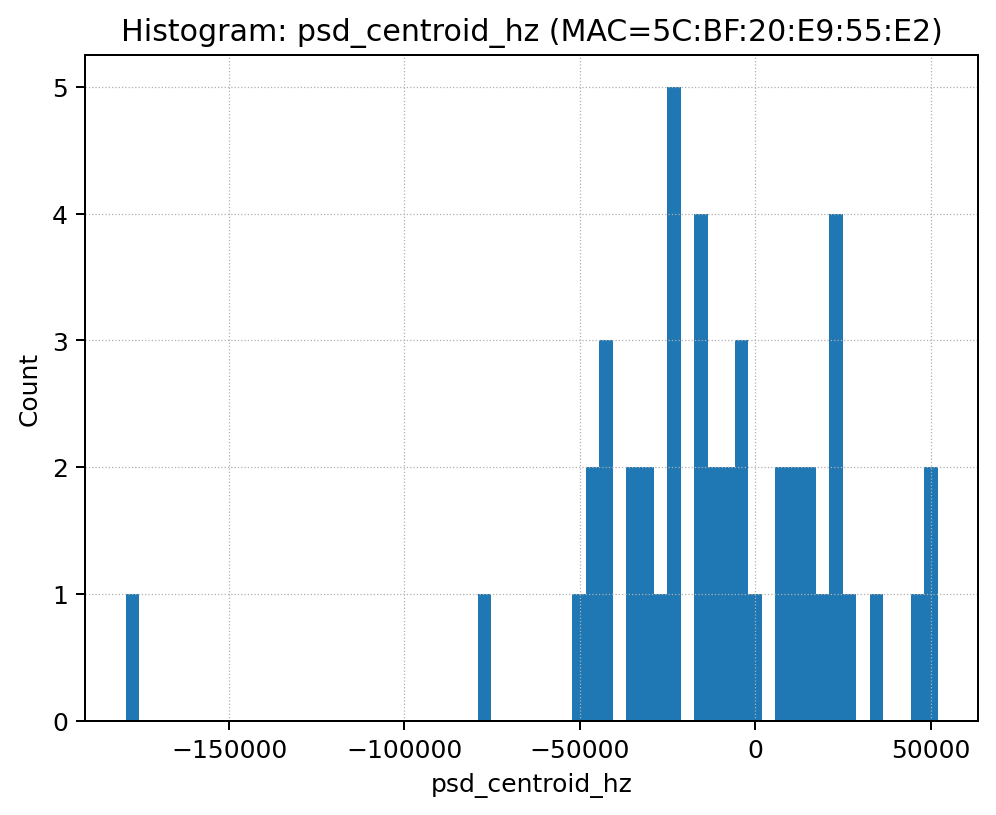 Histogram: psd_centroid_hz (MAC=5C:BF:20:E9:55:E2)
5
4
3
2
1
0
Count
−150000 −100000 −50000 0 50000
psd_centroid_hz